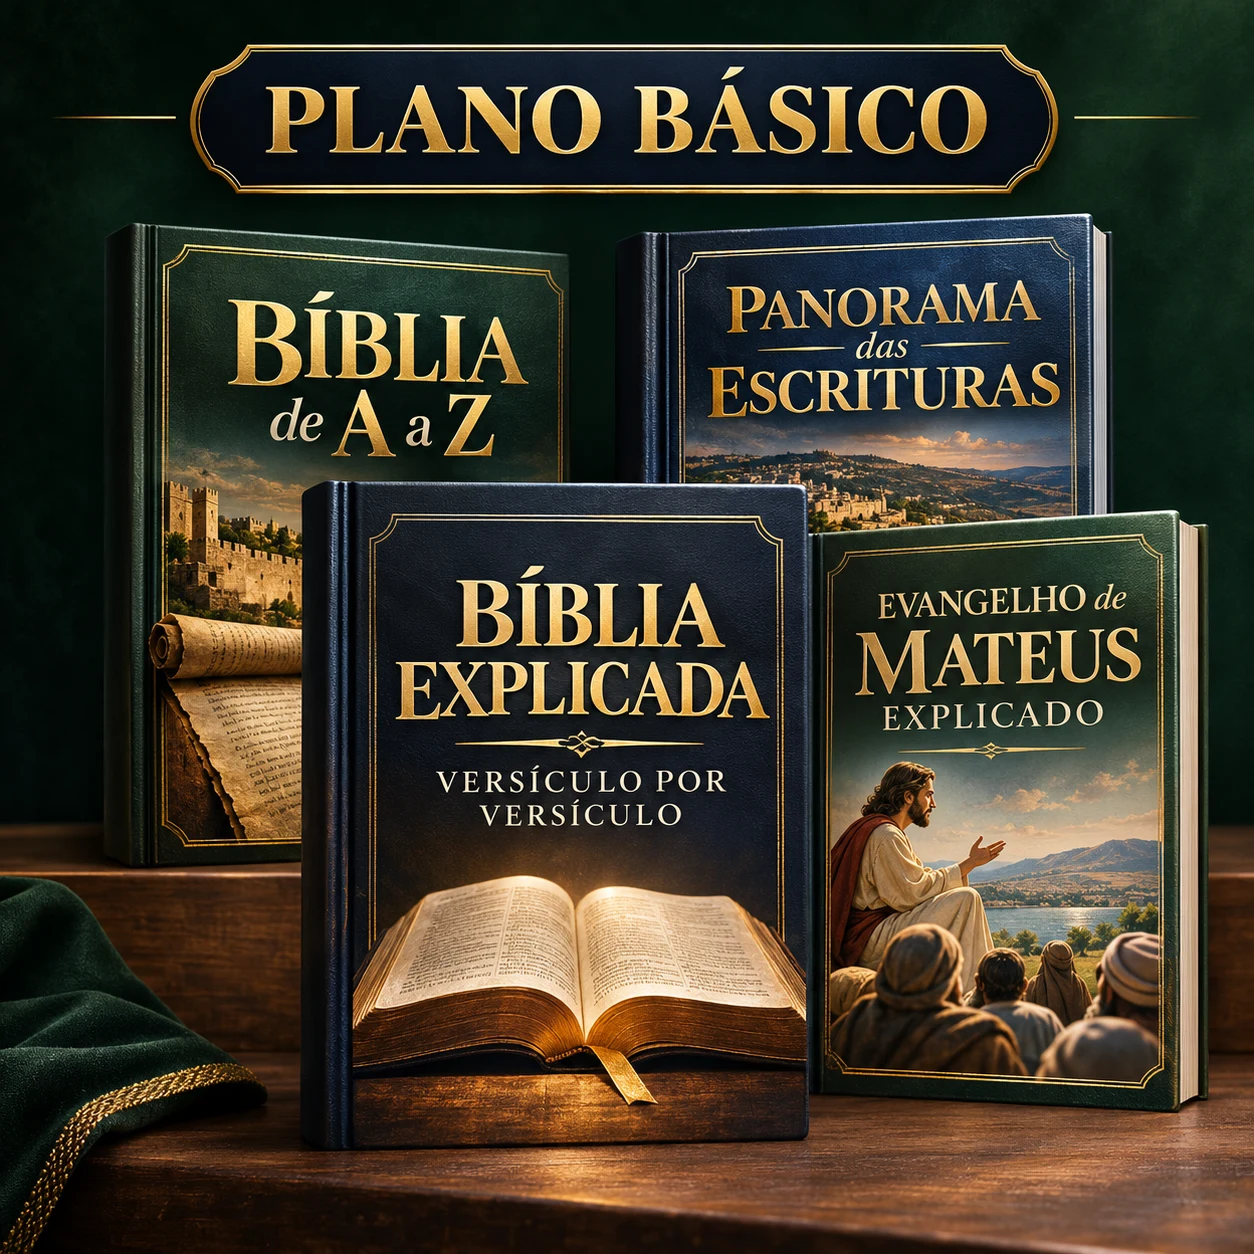 PLANO BÁSICO
BÍBLIA
de A a Z
PANORAMA
das
ESCRITURAS
BÍBLIA
EXPLICADA
VERSÍCULO POR
VERSÍCULO
EVANGELHO de
MATEUS
EXPLICADO